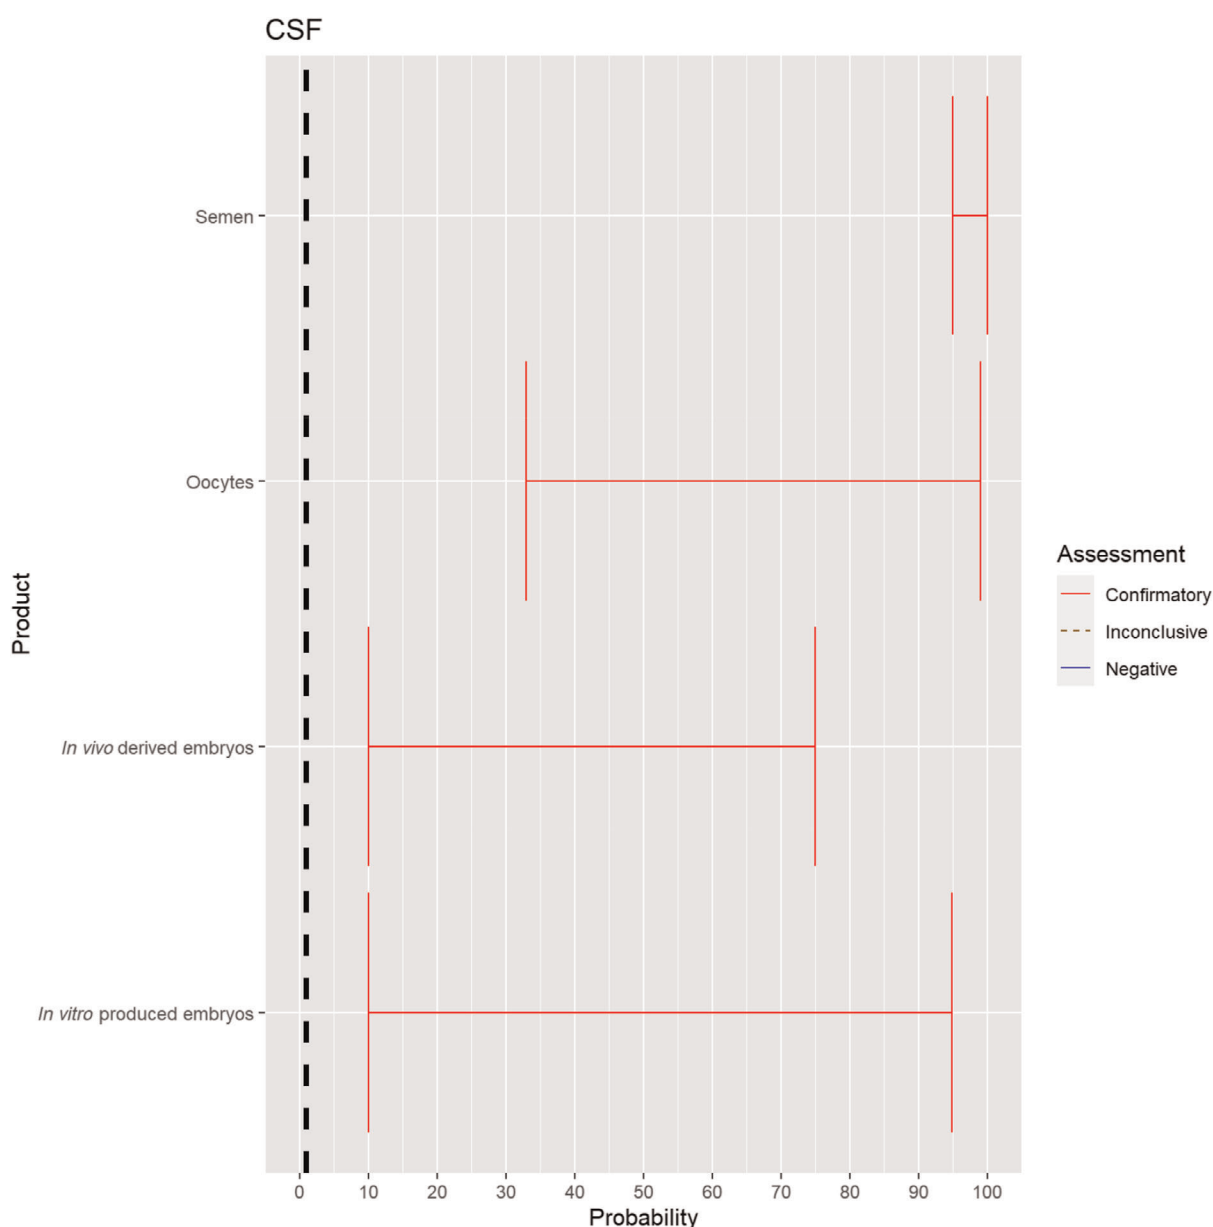 CSF
Semen
Oocytes
In vivo derived embryos
In vitro produced embryos
Product
0 10 20 30 40 50 60 70 80 90 100
Probability
Assessment
Confirmatory
Inconclusive
Negative